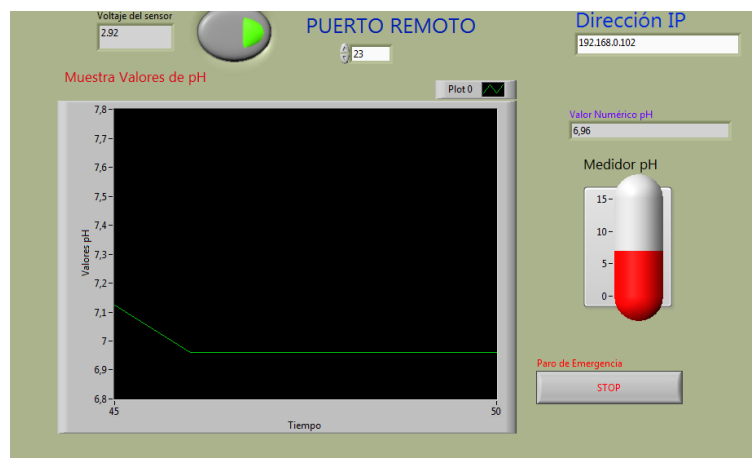 Voltaje del sensor
2.92
PUERTO REMOTO
23
Dirección IP
192.168.0.102
Muestra Valores de pH
Plot 0
7,8
7,7
7,6
7,5
7,4
7,3
7,2
7,1
7
6,9
6,8
Valores pH
45
50
Tiempo
Valor Numérico pH
6,96
Medidor pH
15
10
5
0
Paro de Emergencia
STOP